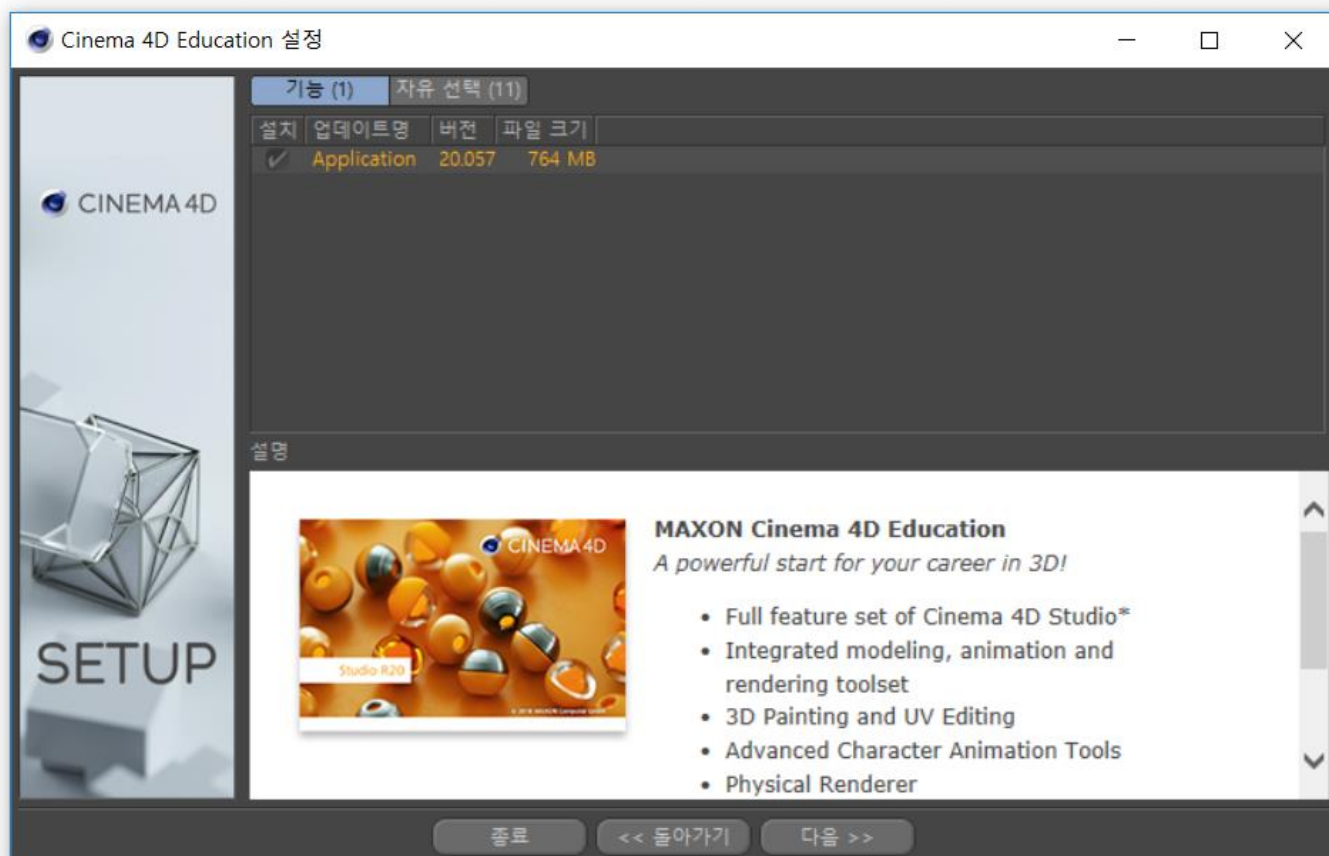 Cinema 4D Education 설정
기능 (1) 자유 선택 (11)
설치 업데이트명 버전 파일 크기
Application 20.057 764 MB
CINEMA 4D
SETUP
설명
CINEMA 4D
Studio R20
© 2018 MAXON Computer GmbH
MAXON Cinema 4D Education
A powerful start for your career in 3D!
• Full feature set of Cinema 4D Studio*
• Integrated modeling, animation and
rendering toolset
• 3D Painting and UV Editing
• Advanced Character Animation Tools
• Physical Renderer
종료 << 돌아가기 다음 >>